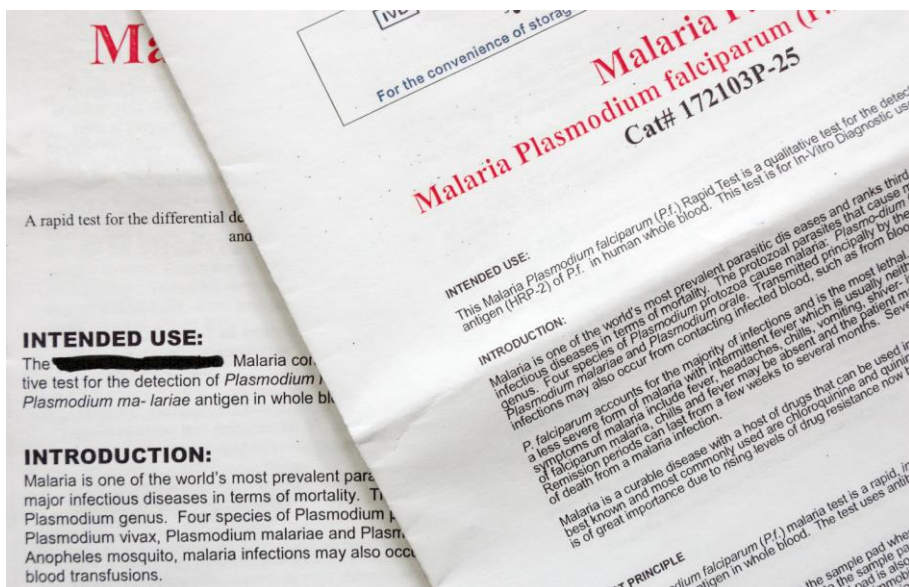 Ma
A rapid test for the differential de
and
INTENDED USE:
The Malaria con
tive test for the detection of Plasmodium
Plasmodium ma- lariae antigen in whole blo
INTRODUCTION:
Malaria is one of the world's most prevalent para
major infectious diseases in terms of mortality. T
Plasmodium genus. Four species of Plasmodium p
Plasmodium vivax, Plasmodium malariae and Plasm
Anopheles mosquito, malaria infections may also occu
blood transfusions.
IVD
For the convenience of storag
Malaria P.
Malaria Plasmodium falciparum (P.
Cat# 172103P-25
INTENDED USE:
This Malaria Plasmodium falciparum (P.f.) Rapid Test is a qualitative test for the detec
antigen (HRP-2) of P.f. in human whole blood. This test is for In-Vitro Diagnostic use
INTRODUCTION:
Malaria is one of the world's most prevalent parasitic dis eases and ranks third
infectious diseases in terms of mortality. The protozoal parasites that cause m
genus. Four species of Plasmodium protozoa cause malaria: Plasmo-dium
Plasmodium malariae and Plasmodium orale. Transmitted principally by the
infections may also occur from contacting infected blood, such as from bloo
P. falciparum accounts for the majority of infections and is the most lethal.
a less severe form of malaria with intermittent fever which is usually neith
symptoms of malaria include fever, headaches, chills, vomiting, shiver-
of falciparum malaria, chills and fever may be absent and the patient m
Remission periods can last from a few weeks to several months. Seve
of death from a malaria infection.
Malaria is a curable disease with a host of drugs that can be used i
best known and most commonly used are chloroquine and quinin
is of great importance due to rising levels of drug resistance now b
T PRINCIPLE
dium falciparum (P.f.) malaria test is a rapid, in
ntigen in whole blood. The test uses antib
the sample pad whe
sample pa
is also